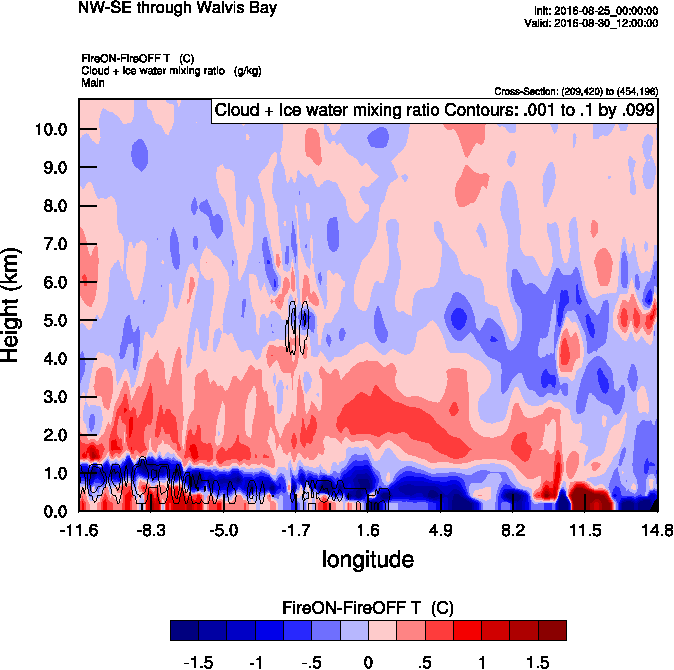 NW-SE through Walvis Bay
Init: 2016-08-25_00:00:00
Valid: 2016-08-30_12:00:00
FireON-FireOFF T (C)
Cloud + Ice water mixing ratio (g/kg)
Main
Cross-Section: (209,420) to (454,196)
Cloud + Ice water mixing ratio Contours: .001 to .1 by .099
10.0
9.0
8.0
7.0
6.0
5.0
4.0
3.0
2.0
1.0
0.0
Height (km)
-11.6 -8.3 -5.0 -1.7 1.6 4.9 8.2 11.5 14.8
longitude
FireON-FireOFF T (C)
-1.5 -1 -.5 0 .5 1 1.5